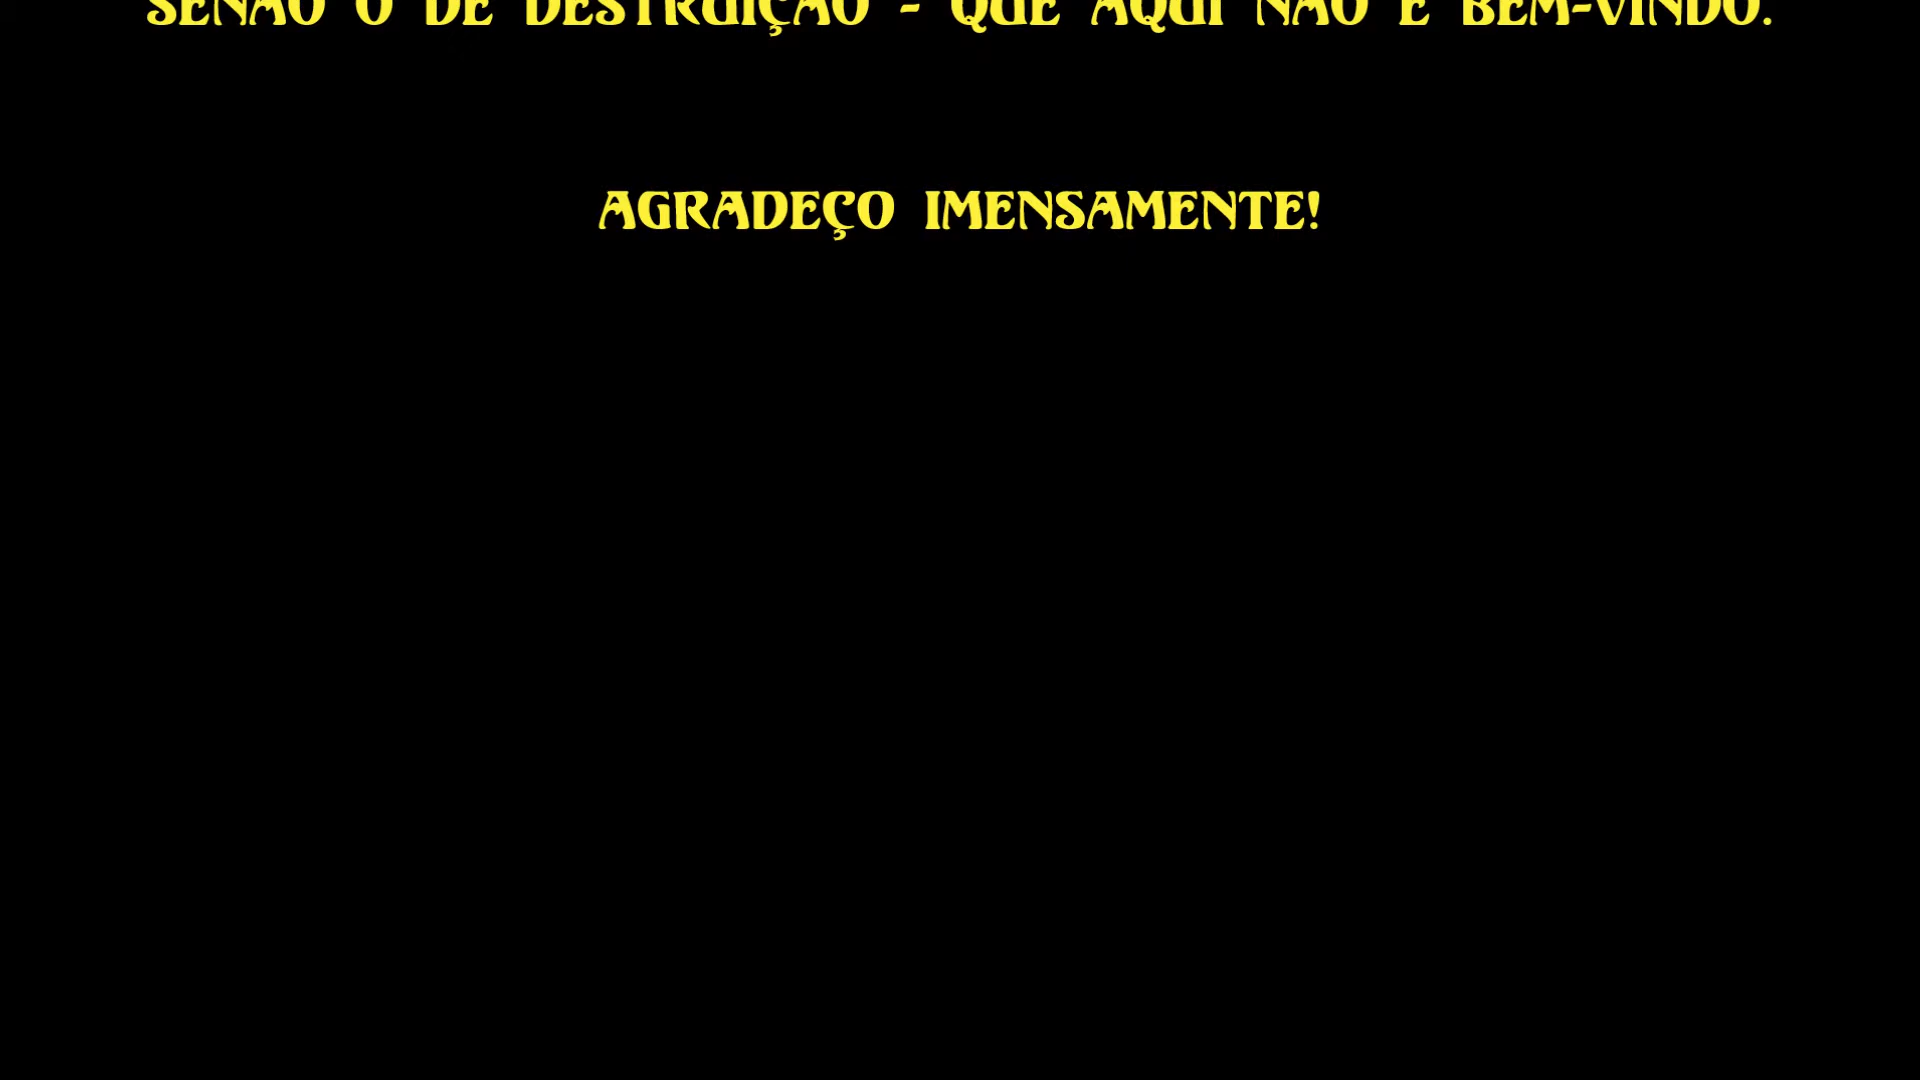 SENÃO O DE DESTRUIÇÃO - QUE AQUI NÃO É BEM-VINDO.
AGRADEÇO IMENSAMENTE!